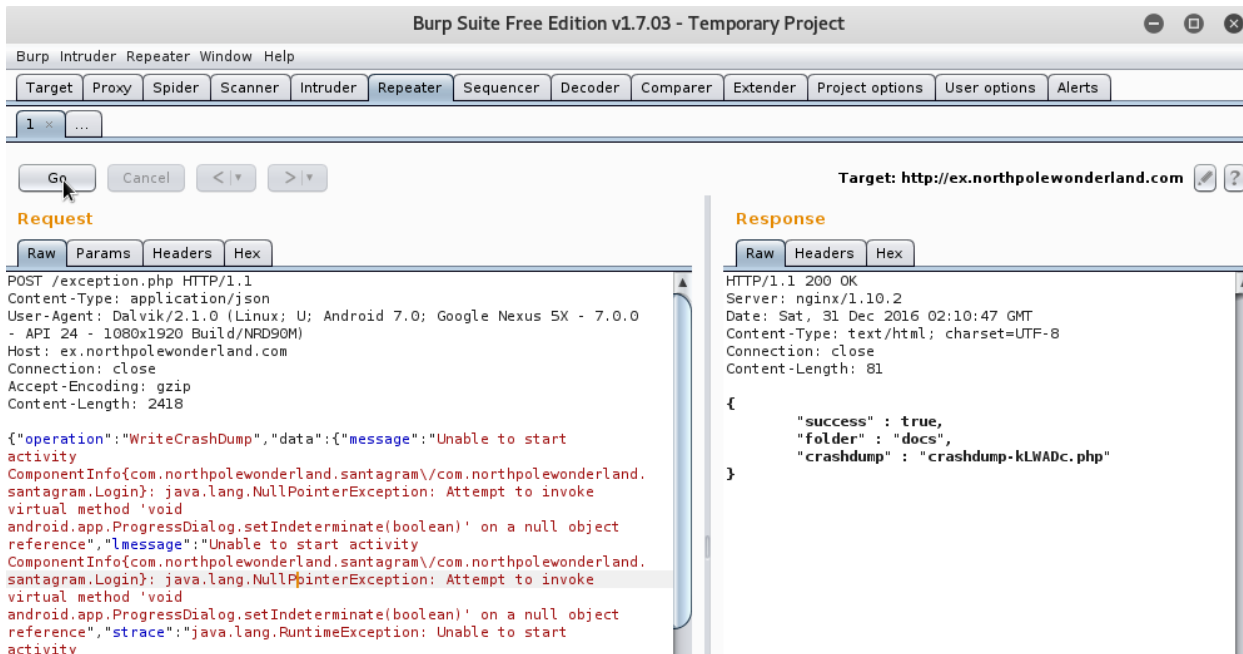 Burp Suite Free Edition v1.7.03 - Temporary Project
Burp Intruder Repeater Window Help
Target Proxy Spider Scanner Intruder Repeater Sequencer Decoder Comparer Extender Project options User options Alerts
1 × ...
Go Cancel < > Target: http://ex.northpolewonderland.com ?
Request
Raw Params Headers Hex
POST /exception.php HTTP/1.1
Content-Type: application/json
User-Agent: Dalvik/2.1.0 (Linux; U; Android 7.0; Google Nexus 5X - 7.0.0
- API 24 - 1080x1920 Build/NRD90M)
Host: ex.northpolewonderland.com
Connection: close
Accept-Encoding: gzip
Content-Length: 2418
{"operation":"WriteCrashDump","data":{"message":"Unable to start
activity
ComponentInfo{com.northpolewonderland.santagram\/com.northpolewonderland.
santagram.Login}: java.lang.NullPointerException: Attempt to invoke
virtual method 'void
android.app.ProgressDialog.setIndeterminate(boolean)' on a null object
reference","lmessage":"Unable to start activity
ComponentInfo{com.northpolewonderland.santagram\/com.northpolewonderland.
santagram.Login}: java.lang.NullPointerException: Attempt to invoke
virtual method 'void
android.app.ProgressDialog.setIndeterminate(boolean)' on a null object
reference","strace":"java.lang.RuntimeException: Unable to start
activity
Response
Raw Headers Hex
HTTP/1.1 200 OK
Server: nginx/1.10.2
Date: Sat, 31 Dec 2016 02:10:47 GMT
Content-Type: text/html; charset=UTF-8
Connection: close
Content-Length: 81
{
"success" : true,
"folder" : "docs",
"crashdump" : "crashdump-kLWADc.php"
}